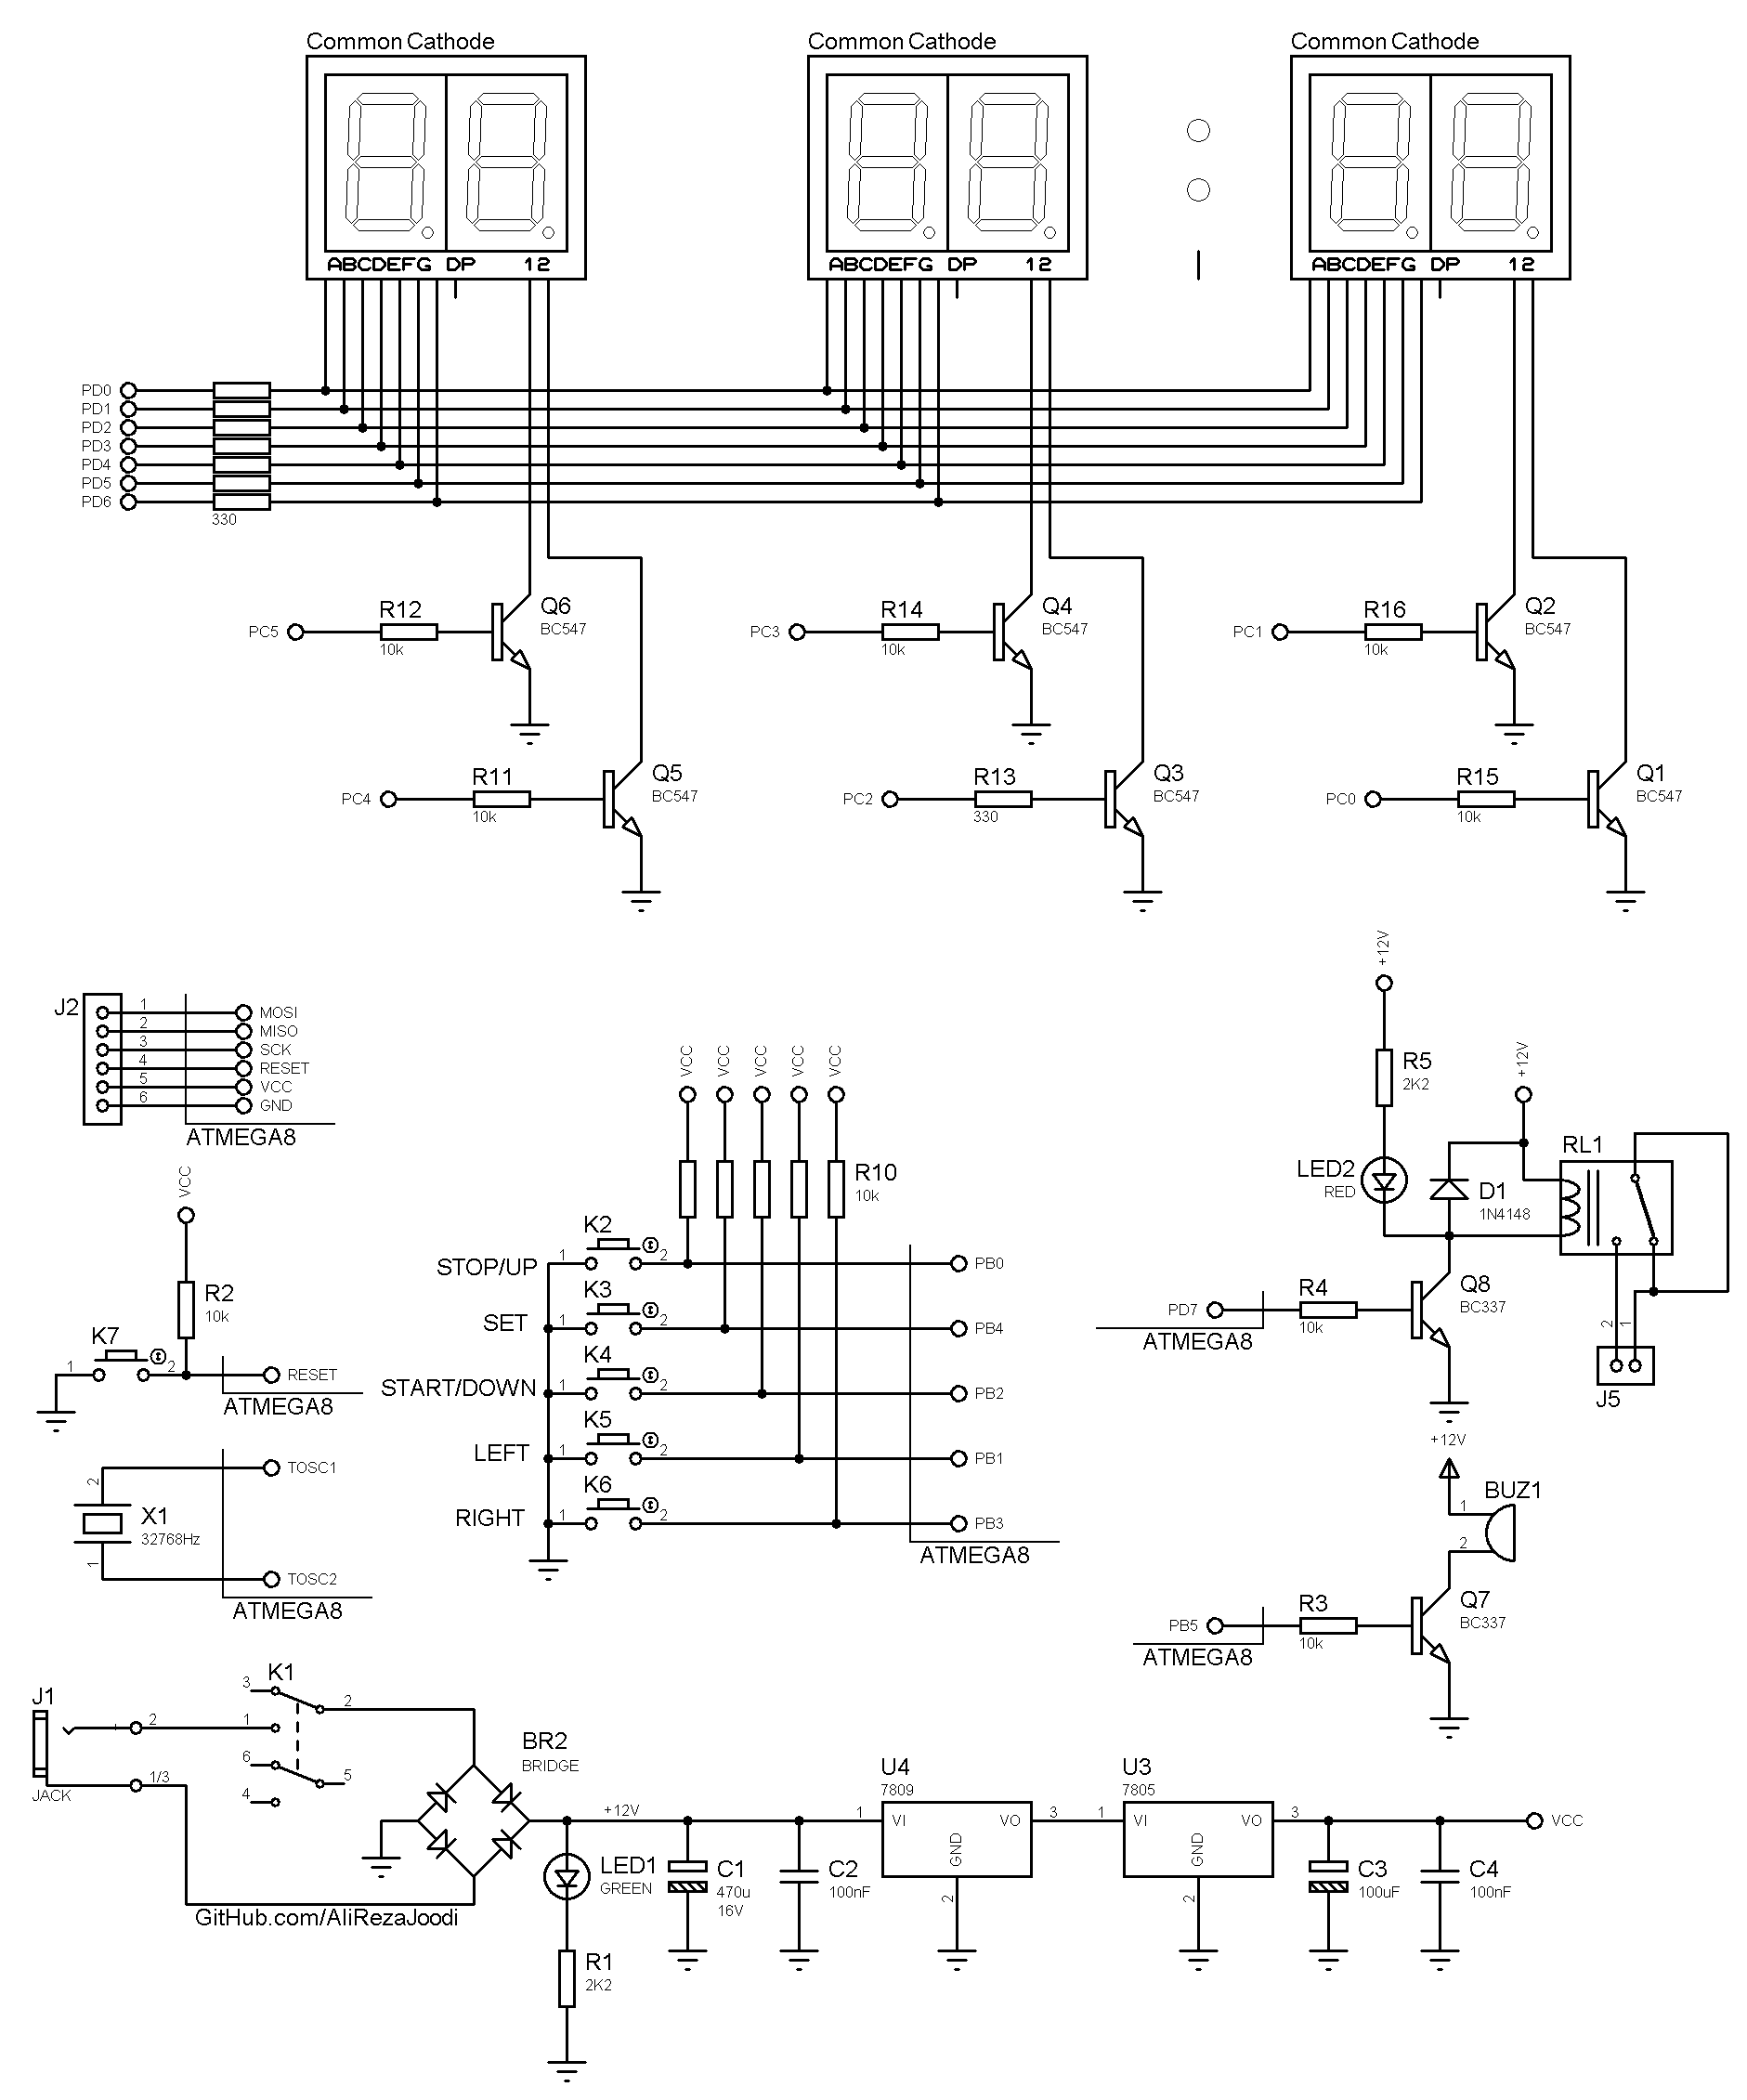 Common Cathode
Common Cathode
Common Cathode
ABCDEFG DP 12
ABCDEFG DP 12
ABCDEFG DP 12
PD0
PD1
PD2
PD3
PD4
PD5
PD6
330
PC5
R12
10k
Q6
BC547
PC3
R14
10k
Q4
BC547
PC1
R16
10k
Q2
BC547
PC4
R11
10k
Q5
BC547
PC2
R13
330
Q3
BC547
PC0
R15
10k
Q1
BC547
J2
1 MOSI
2 MISO
3 SCK
4 RESET
5 VCC
6 GND
ATMEGA8
VCC
R2
10k
K7
1
2
RESET
ATMEGA8
2
X1
32768Hz
1
TOSC1
TOSC2
ATMEGA8
VCC
VCC
VCC
VCC
VCC
R10
10k
STOP/UP
1
K2
2
PB0
SET
1
K3
2
PB4
START/DOWN
1
K4
2
PB2
LEFT
1
K5
2
PB1
RIGHT
1
K6
2
PB3
ATMEGA8
+12V
R5
2K2
LED2
RED
+12V
D1
1N4148
RL1
PD7
ATMEGA8
R4
10k
Q8
BC337
2
1
J5
+12V
BUZ1
1
2
PB5
ATMEGA8
R3
10k
Q7
BC337
J1
JACK
2
1/3
K1
3
1
2
6
4
5
BR2
BRIDGE
GitHub.com/AliRezaJoodi
+12V
LED1
GREEN
R1
2K2
C1
470u
16V
C2
100nF
U4
7809
1
VI
VO
GND
3
2
U3
7805
1
VI
VO
GND
3
2
C3
100uF
C4
100nF
VCC